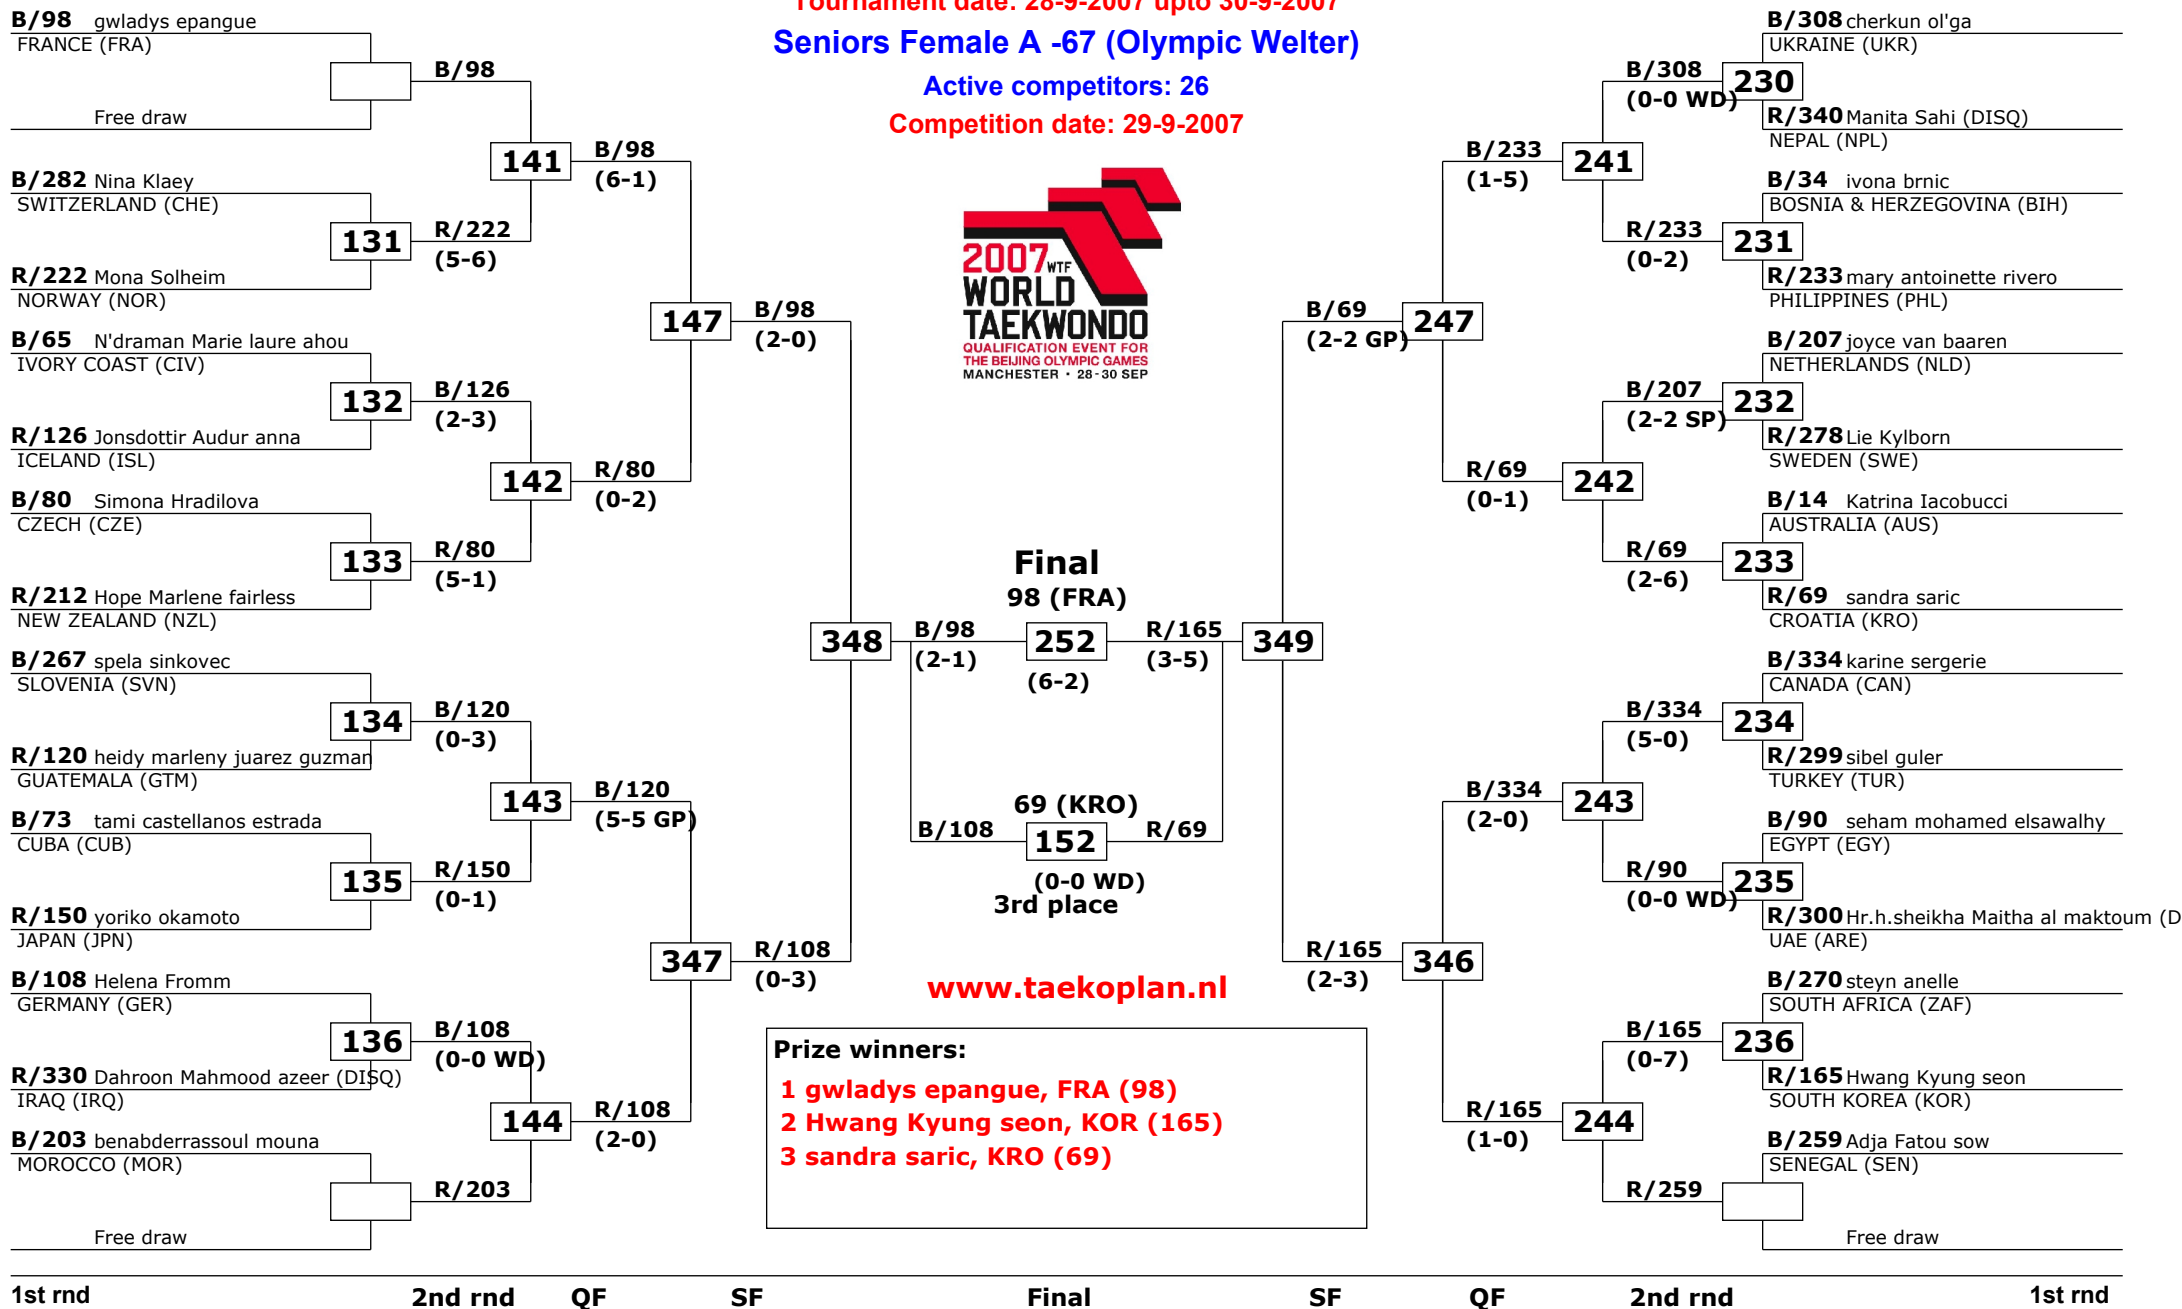 Tournament date: 28-9-2007 upto 30-9-2007
Seniors Female A -67 (Olympic Welter)
Active competitors: 26
Competition date: 29-9-2007
2007 WTF
WORLD
TAEKWONDO
QUALIFICATION EVENT FOR
THE BEIJING OLYMPIC GAMES
MANCHESTER • 28-30 SEP
B/98 gwladys epangue
FRANCE (FRA)
Free draw
B/282 Nina Klaey
SWITZERLAND (CHE)
131
R/222 Mona Solheim
NORWAY (NOR)
B/65 N'draman Marie laure ahou
IVORY COAST (CIV)
132
R/126 Jonsdottir Audur anna
ICELAND (ISL)
B/80 Simona Hradilova
CZECH (CZE)
133
R/212 Hope Marlene fairless
NEW ZEALAND (NZL)
B/267 spela sinkovec
SLOVENIA (SVN)
134
R/120 heidy marleny juarez guzman
GUATEMALA (GTM)
B/73 tami castellanos estrada
CUBA (CUB)
135
R/150 yoriko okamoto
JAPAN (JPN)
B/108 Helena Fromm
GERMANY (GER)
136
R/330 Dahroon Mahmood azeer (DISQ)
IRAQ (IRQ)
B/203 benabderrassoul mouna
MOROCCO (MOR)
Free draw
B/98
141
R/222
(5-6)
B/126
(2-3)
142
R/80
(5-1)
B/120
(0-3)
143
R/150
(0-1)
B/108
(0-0 WD)
144
R/203
B/98
(6-1)
147
R/80
(0-2)
B/120
(5-5 GP)
347
R/108
(2-0)
B/98
(2-0)
348
R/108
(0-3)
Final
98 (FRA)
B/98
(2-1)
252
(6-2)
R/165
(3-5)
69 (KRO)
B/108
152
R/69
(0-0 WD)
3rd place
www.taekoplan.nl
Prize winners:
1 gwladys epangue, FRA (98)
2 Hwang Kyung seon, KOR (165)
3 sandra saric, KRO (69)
B/69
(2-2 GP)
349
R/165
(2-3)
B/233
(1-5)
247
R/69
(0-1)
B/334
(2-0)
346
R/165
(1-0)
B/308
(0-0 WD)
241
R/233
(0-2)
B/207
(2-2 SP)
242
R/69
(2-6)
B/334
(5-0)
243
R/90
(0-0 WD)
B/165
(0-7)
244
R/259
B/308 cherkun ol'ga
UKRAINE (UKR)
230
R/340 Manita Sahi (DISQ)
NEPAL (NPL)
B/34 ivona brnic
BOSNIA & HERZEGOVINA (BIH)
231
R/233 mary antoinette rivero
PHILIPPINES (PHL)
B/207 joyce van baaren
NETHERLANDS (NLD)
232
R/278 Lie Kylborn
SWEDEN (SWE)
B/14 Katrina Iacobucci
AUSTRALIA (AUS)
233
R/69 sandra saric
CROATIA (KRO)
B/334 karine sergerie
CANADA (CAN)
234
R/299 sibel guler
TURKEY (TUR)
B/90 seham mohamed elsawalhy
EGYPT (EGY)
235
R/300 Hr.h.sheikha Maitha al maktoum (D
UAE (ARE)
B/270 steyn anelle
SOUTH AFRICA (ZAF)
236
R/165 Hwang Kyung seon
SOUTH KOREA (KOR)
B/259 Adja Fatou sow
SENEGAL (SEN)
Free draw
1st rnd 2nd rnd QF SF Final SF QF 2nd rnd 1st rnd